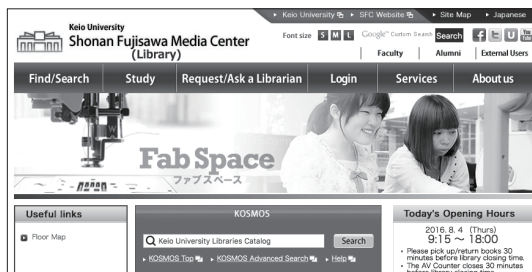 Keio University SFC Website Site Map Japanese
Keio University
Shonan Fujisawa Media Center
(Library)
Font size S M L Google™ Custom Search Search
Faculty Alumni External Users
Find/Search Study Request/Ask a Librarian Login Services About us
Fab Space
ファブスペース
Useful links
Floor Map
KOSMOS
Keio University Libraries Catalog Search
KOSMOS Top KOSMOS Advanced Search Help
Today's Opening Hours
2016. 8. 4 (Thurs)
9:15 ～ 18:00
・ Please pick up/return books 30
minutes before library closing time.
・ The AV Counter closes 30 minutes
before library closing time.